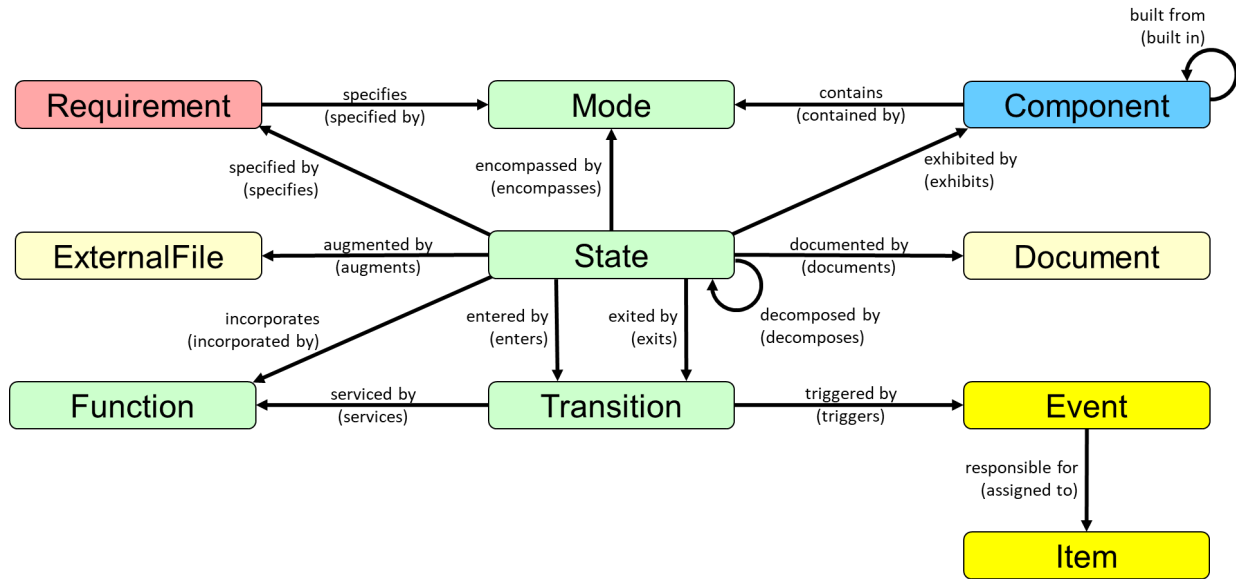 built from
(built in)
Requirement
specifies
(specified by)
Mode
contains
(contained by)
Component
specified by
(specifies)
encompassed by
(encompasses)
exhibited by
(exhibits)
ExternalFile
augmented by
(augments)
State
documented by
(documents)
Document
incorporates
(incorporated by)
entered by
(enters)
exited by
(exits)
decomposed by
(decomposes)
Function
serviced by
(services)
Transition
triggered by
(triggers)
Event
responsible for
(assigned to)
Item